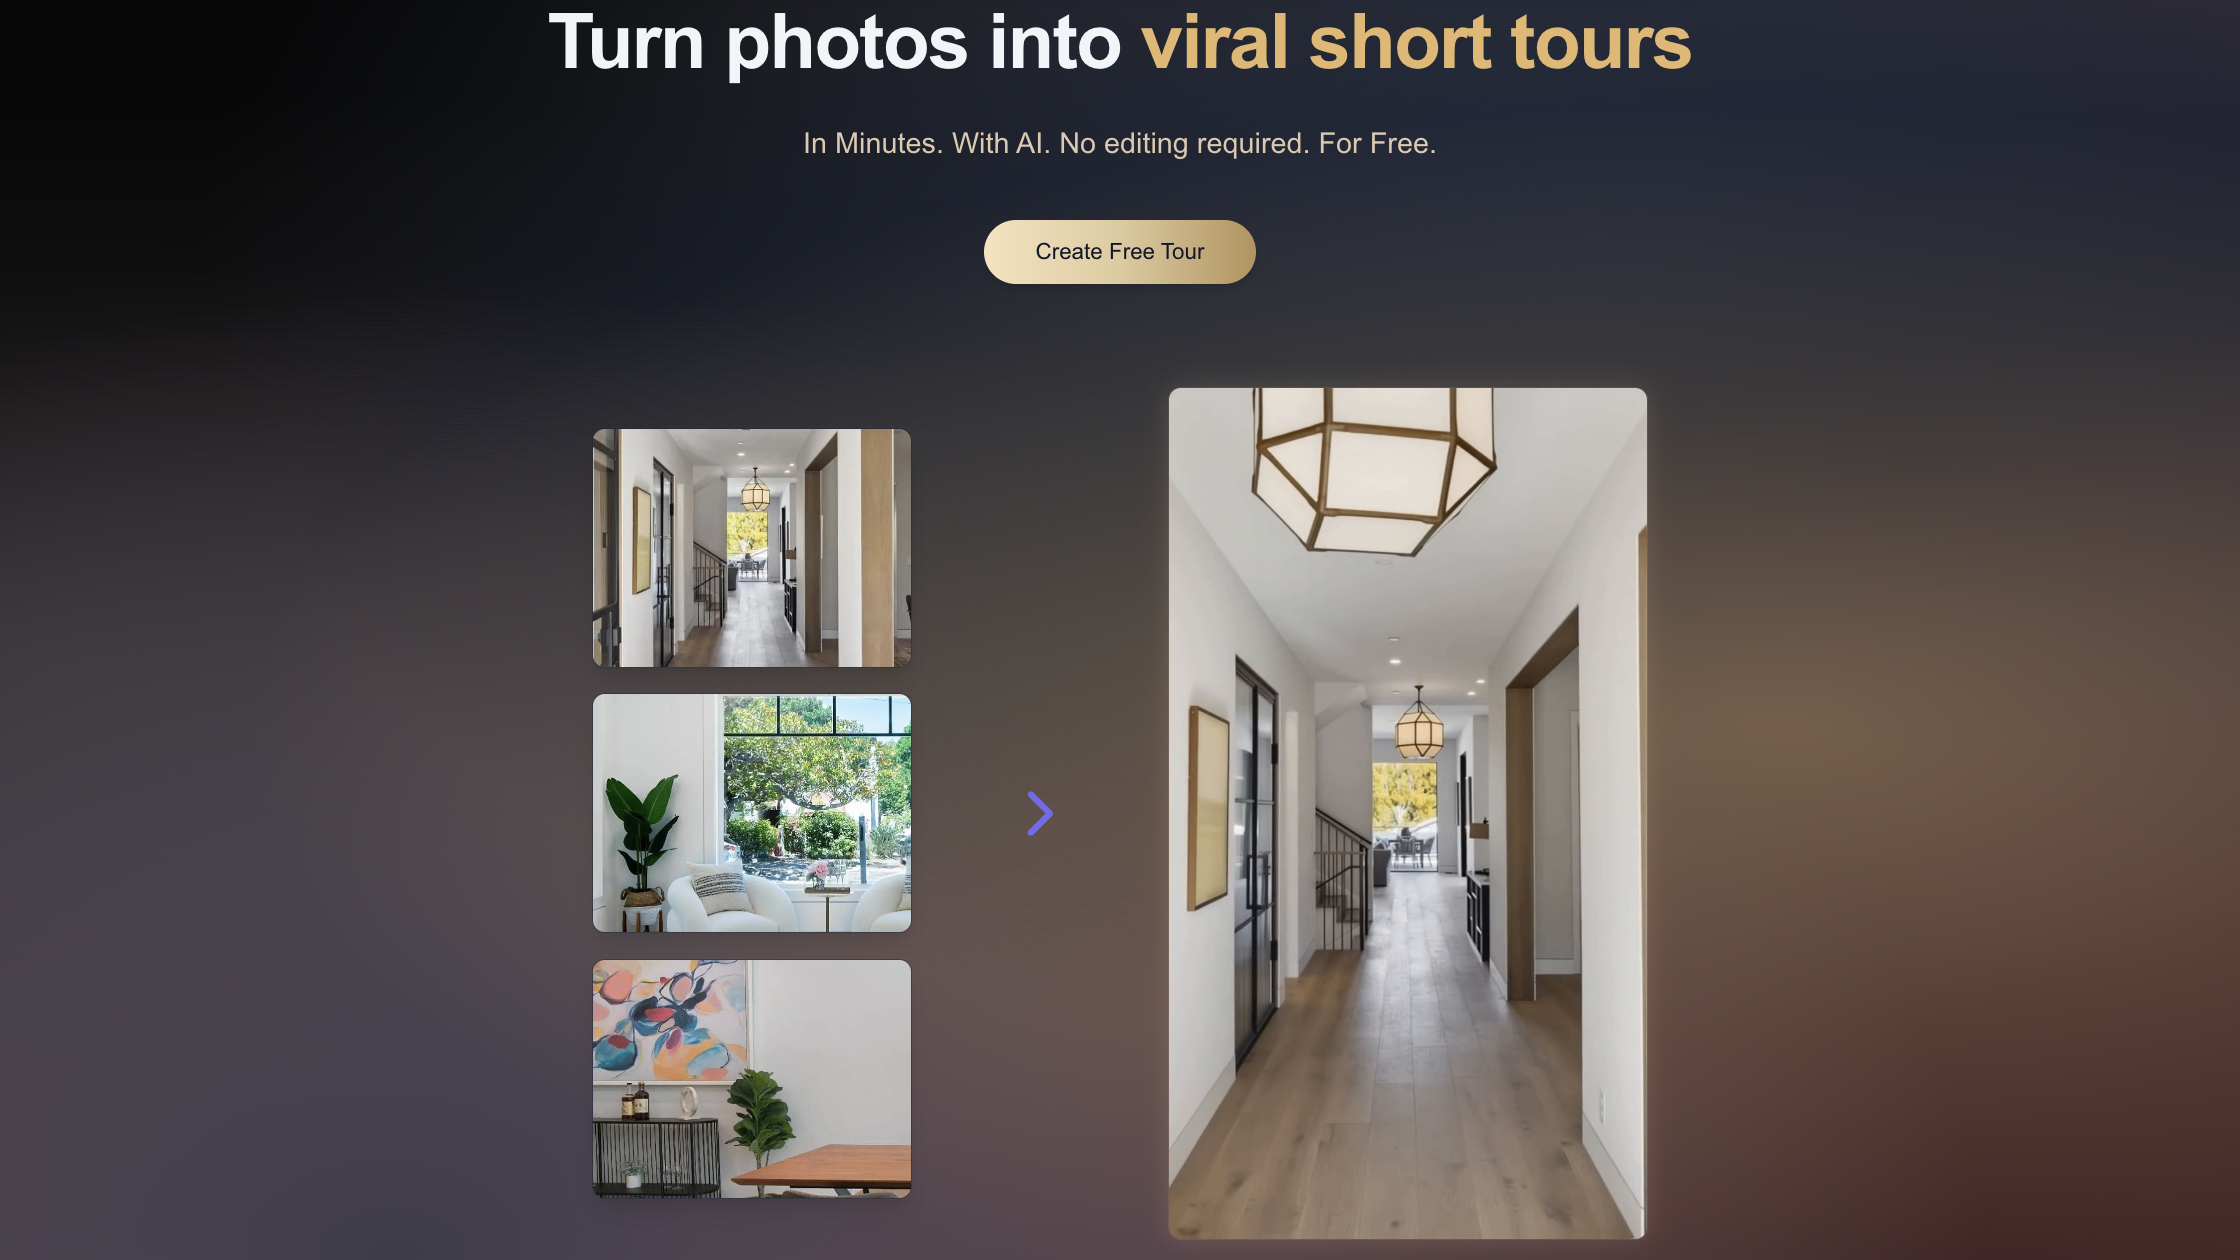 Turn photos into viral short tours
In Minutes. With AI. No editing required. For Free.
Create Free Tour